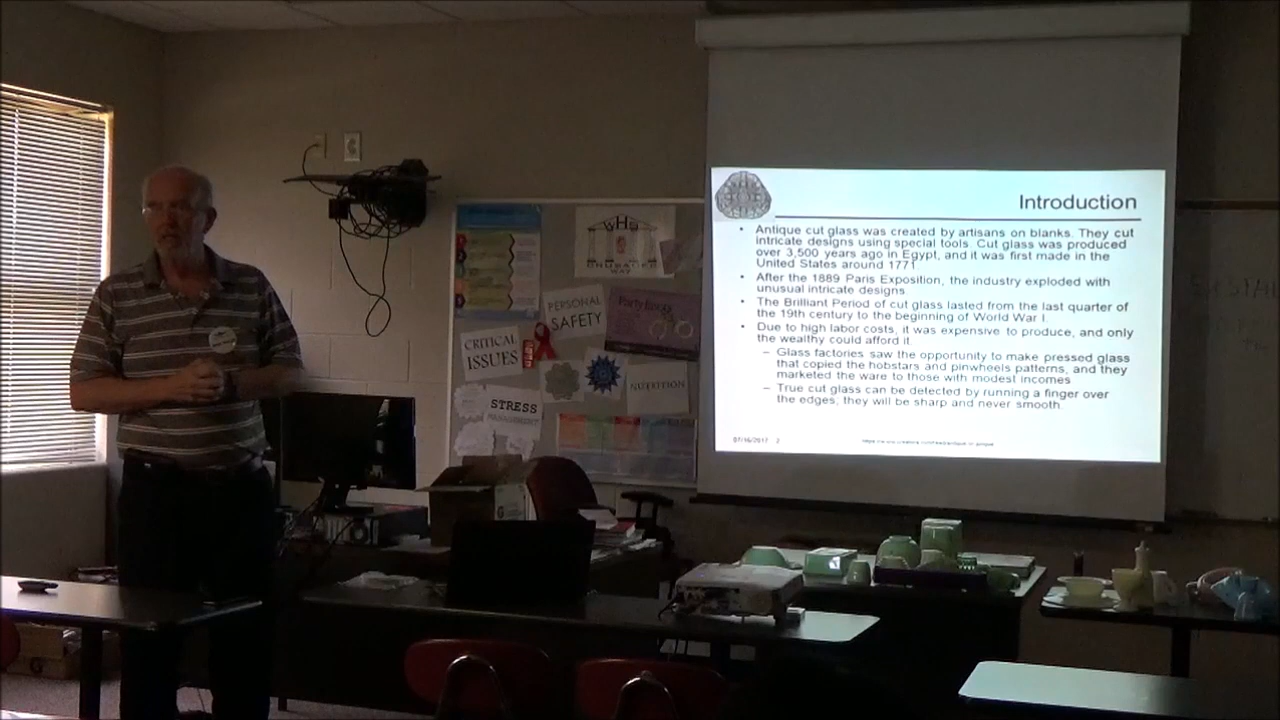 WHS
CRUSADER
WAY
PERSONAL
SAFETY
CRITICAL
ISSUES
NUTRITION
STRESS
MANAGEMENT
Introduction
• Antique cut glass was created by artisans on blanks. They cut
intricate designs using special tools. Cut glass was produced
over 3,500 years ago in Egypt, and it was first made in the
United States around 1771
• After the 1889 Paris Exposition, the industry exploded with
unusual intricate designs
• The Brilliant Period of cut glass lasted from the last quarter of
the 19th century to the beginning of World War I.
• Due to high labor costs, it was expensive to produce, and only
the wealthy could afford it.
– Glass factories saw the opportunity to make pressed glass
that copied the hobstars and pinwheels patterns, and they
marketed the ware to those with modest incomes
– True cut glass can be detected by running a finger over
the edges; they will be sharp and never smooth.
07/16/2017 2